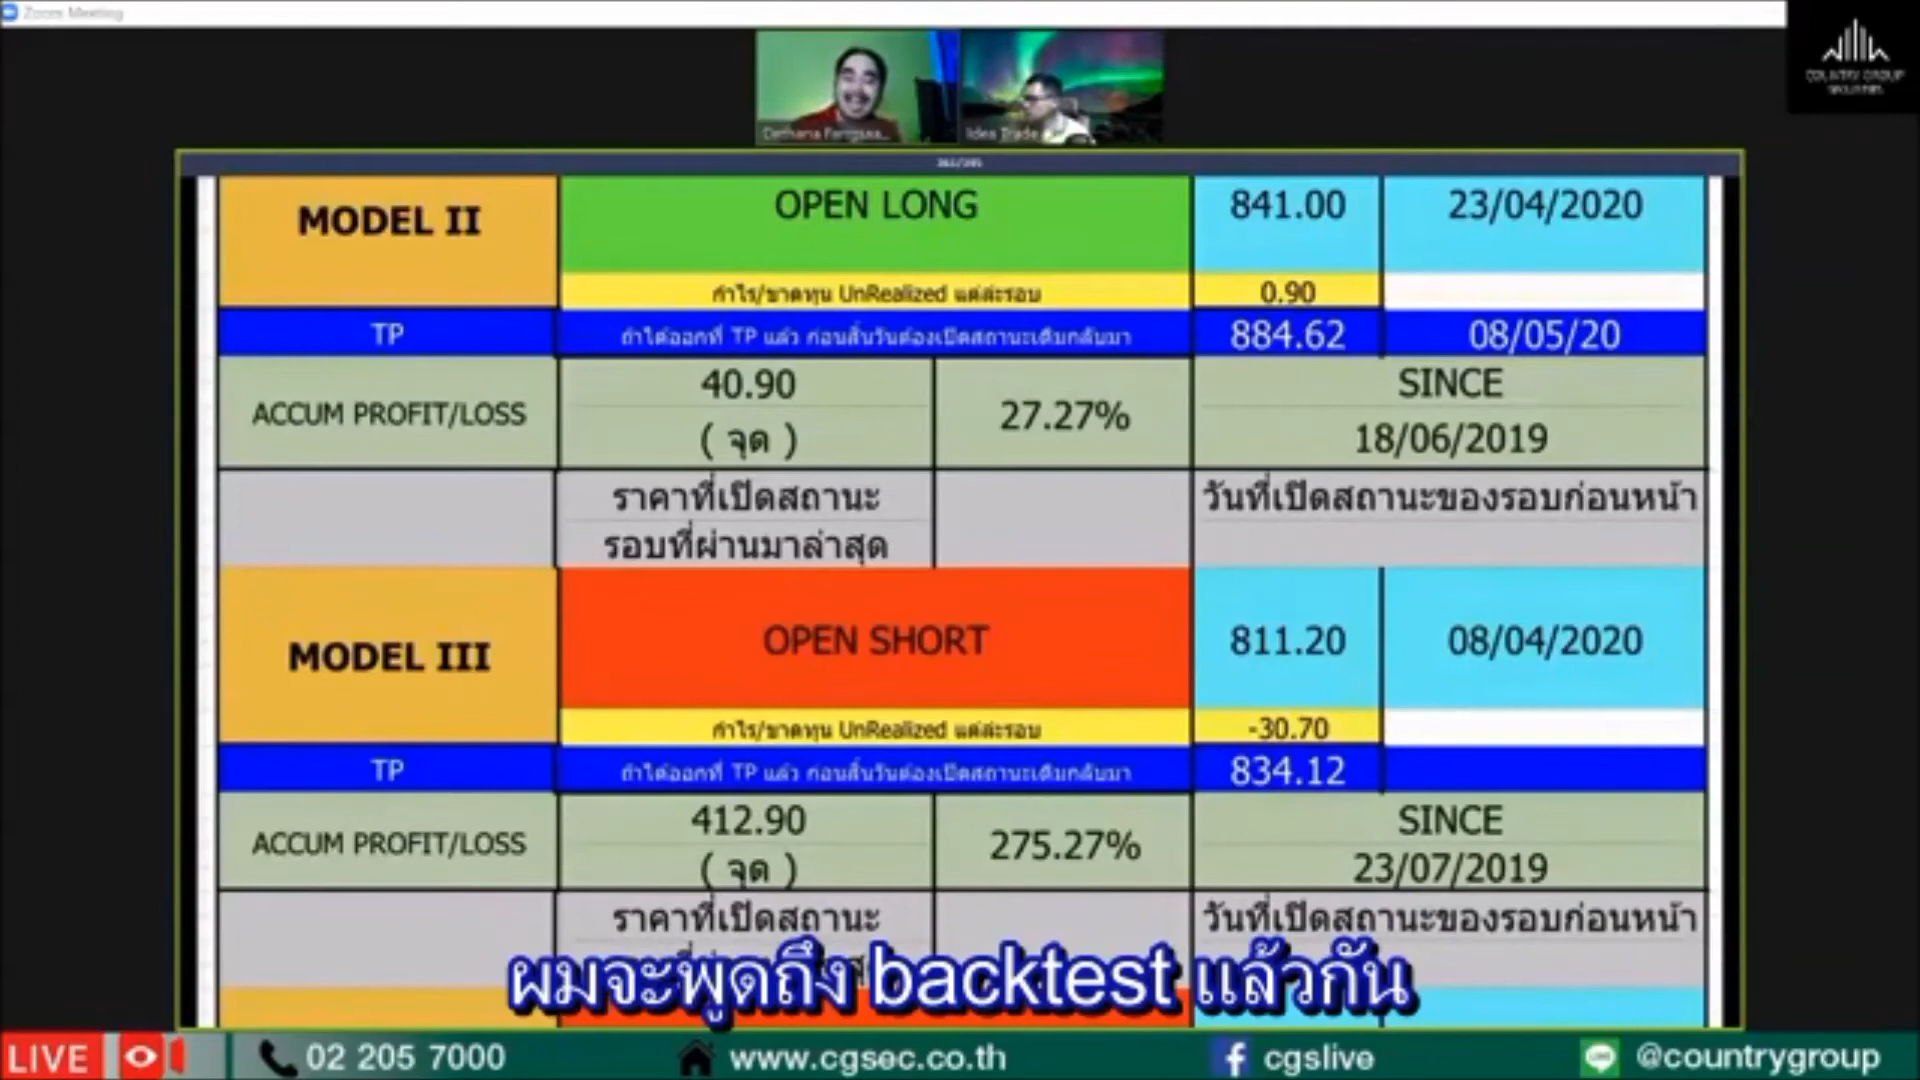 Zoom Meeting
COUNTRY GROUP
SECURITIES
Idea Trade
MODEL II
OPEN LONG
841.00
23/04/2020
กำไร/ขาดทุน UnRealized แต่ละรอบ
0.90
TP
ถ้าได้ออกที่ TP แล้ว ก่อนสิ้นวันต้องเปิดสถานะเดิมกลับมา
884.62
08/05/20
ACCUM PROFIT/LOSS
40.90
( จุด )
27.27%
SINCE
18/06/2019
ราคาที่เปิดสถานะ
รอบที่ผ่านมาล่าสุด
วันที่เปิดสถานะของรอบก่อนหน้า
MODEL III
OPEN SHORT
811.20
08/04/2020
กำไร/ขาดทุน UnRealized แต่ละรอบ
-30.70
TP
ถ้าได้ออกที่ TP แล้ว ก่อนสิ้นวันต้องเปิดสถานะเดิมกลับมา
834.12
ACCUM PROFIT/LOSS
412.90
( จุด )
275.27%
SINCE
23/07/2019
ราคาที่เปิดสถานะ
วันที่เปิดสถานะของรอบก่อนหน้า
ผมจะพูดถึง backtest แล้วกัน
LIVE
02 205 7000
www.cgsec.co.th
cgslive
@countrygroup